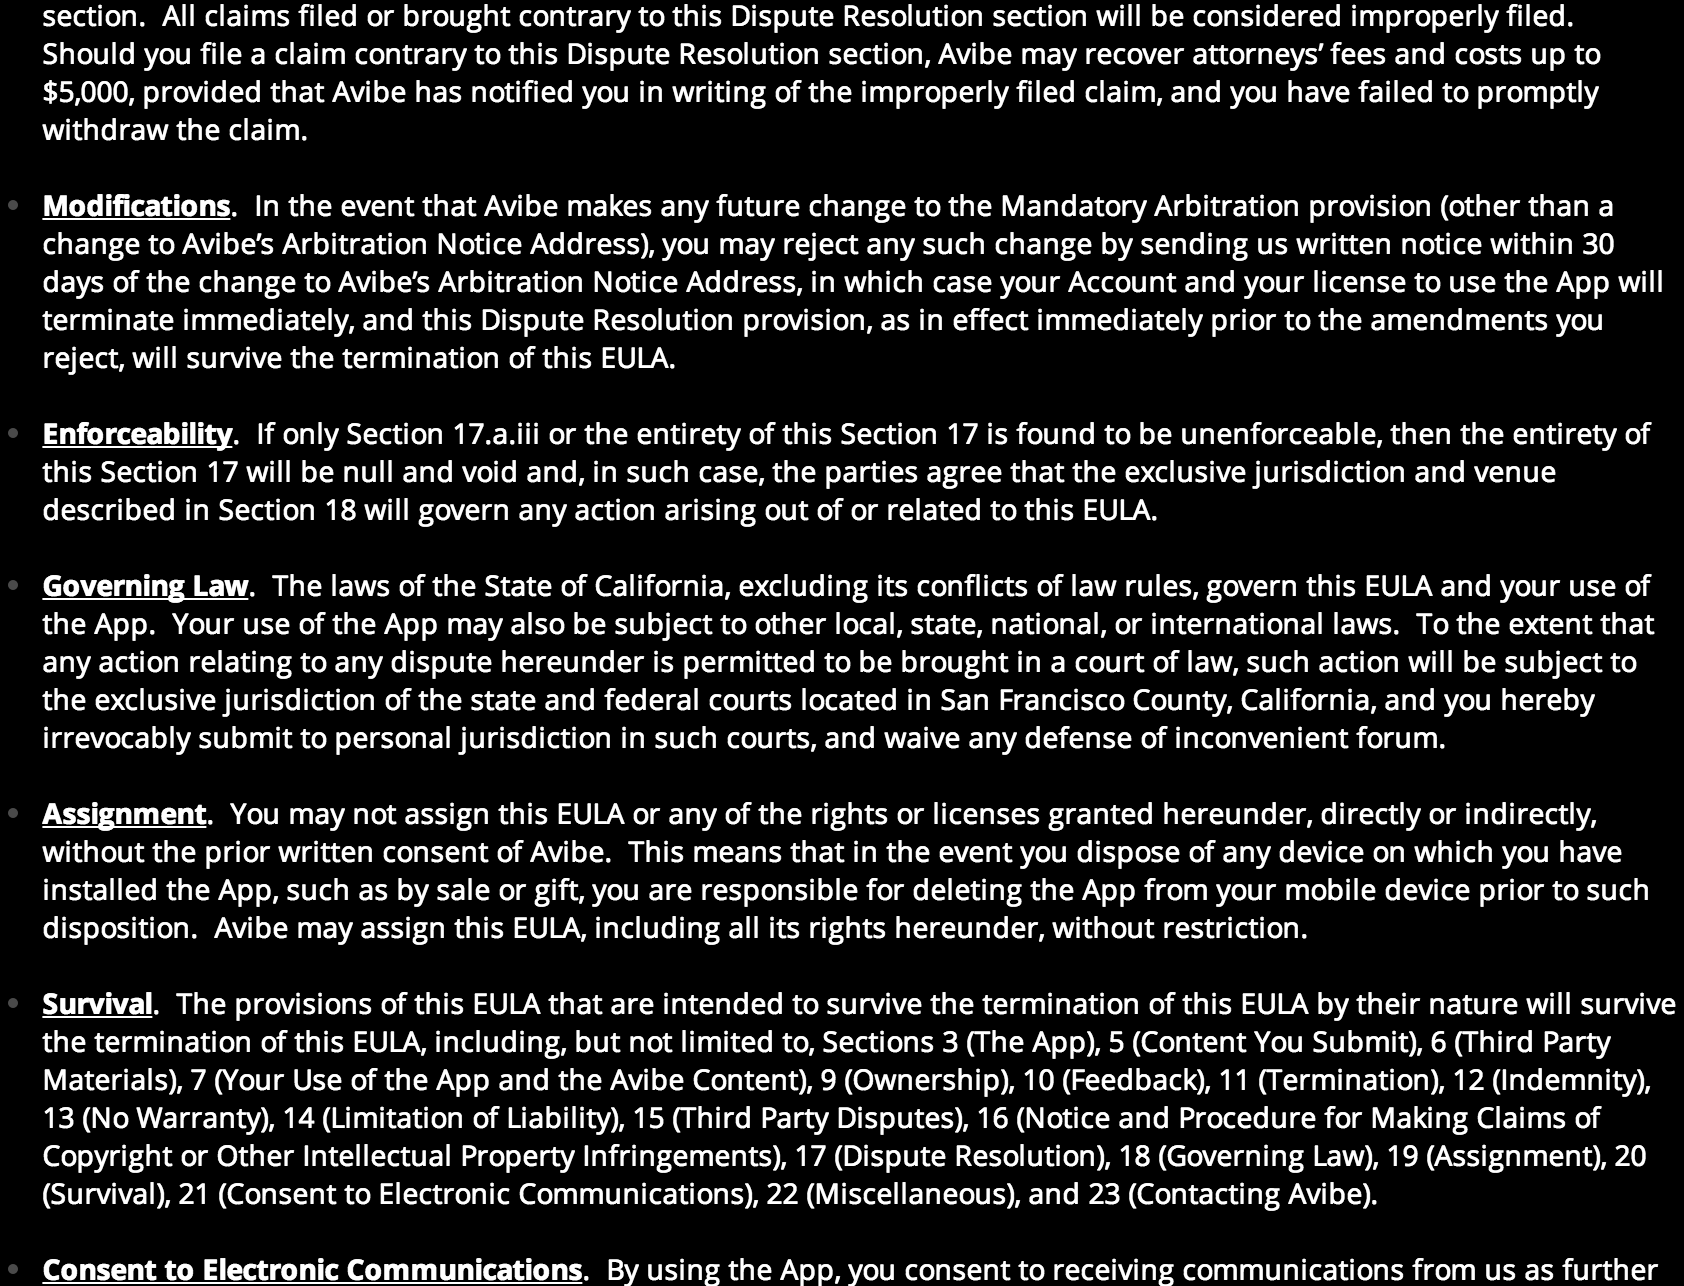 section.  All claims filed or brought contrary to this Dispute Resolution section will be considered improperly filed.
Should you file a claim contrary to this Dispute Resolution section, Avibe may recover attorneys’ fees and costs up to
$5,000, provided that Avibe has notified you in writing of the improperly filed claim, and you have failed to promptly
withdraw the claim.
• Modifications.  In the event that Avibe makes any future change to the Mandatory Arbitration provision (other than a
change to Avibe’s Arbitration Notice Address), you may reject any such change by sending us written notice within 30
days of the change to Avibe’s Arbitration Notice Address, in which case your Account and your license to use the App will
terminate immediately, and this Dispute Resolution provision, as in effect immediately prior to the amendments you
reject, will survive the termination of this EULA.
• Enforceability.  If only Section 17.a.iii or the entirety of this Section 17 is found to be unenforceable, then the entirety of
this Section 17 will be null and void and, in such case, the parties agree that the exclusive jurisdiction and venue
described in Section 18 will govern any action arising out of or related to this EULA.
• Governing Law.  The laws of the State of California, excluding its conflicts of law rules, govern this EULA and your use of
the App.  Your use of the App may also be subject to other local, state, national, or international laws.  To the extent that
any action relating to any dispute hereunder is permitted to be brought in a court of law, such action will be subject to
the exclusive jurisdiction of the state and federal courts located in San Francisco County, California, and you hereby
irrevocably submit to personal jurisdiction in such courts, and waive any defense of inconvenient forum.
• Assignment.  You may not assign this EULA or any of the rights or licenses granted hereunder, directly or indirectly,
without the prior written consent of Avibe.  This means that in the event you dispose of any device on which you have
installed the App, such as by sale or gift, you are responsible for deleting the App from your mobile device prior to such
disposition.  Avibe may assign this EULA, including all its rights hereunder, without restriction.
• Survival.  The provisions of this EULA that are intended to survive the termination of this EULA by their nature will survive
the termination of this EULA, including, but not limited to, Sections 3 (The App), 5 (Content You Submit), 6 (Third Party
Materials), 7 (Your Use of the App and the Avibe Content), 9 (Ownership), 10 (Feedback), 11 (Termination), 12 (Indemnity),
13 (No Warranty), 14 (Limitation of Liability), 15 (Third Party Disputes), 16 (Notice and Procedure for Making Claims of
Copyright or Other Intellectual Property Infringements), 17 (Dispute Resolution), 18 (Governing Law), 19 (Assignment), 20
(Survival), 21 (Consent to Electronic Communications), 22 (Miscellaneous), and 23 (Contacting Avibe).
• Consent to Electronic Communications.  By using the App, you consent to receiving communications from us as further